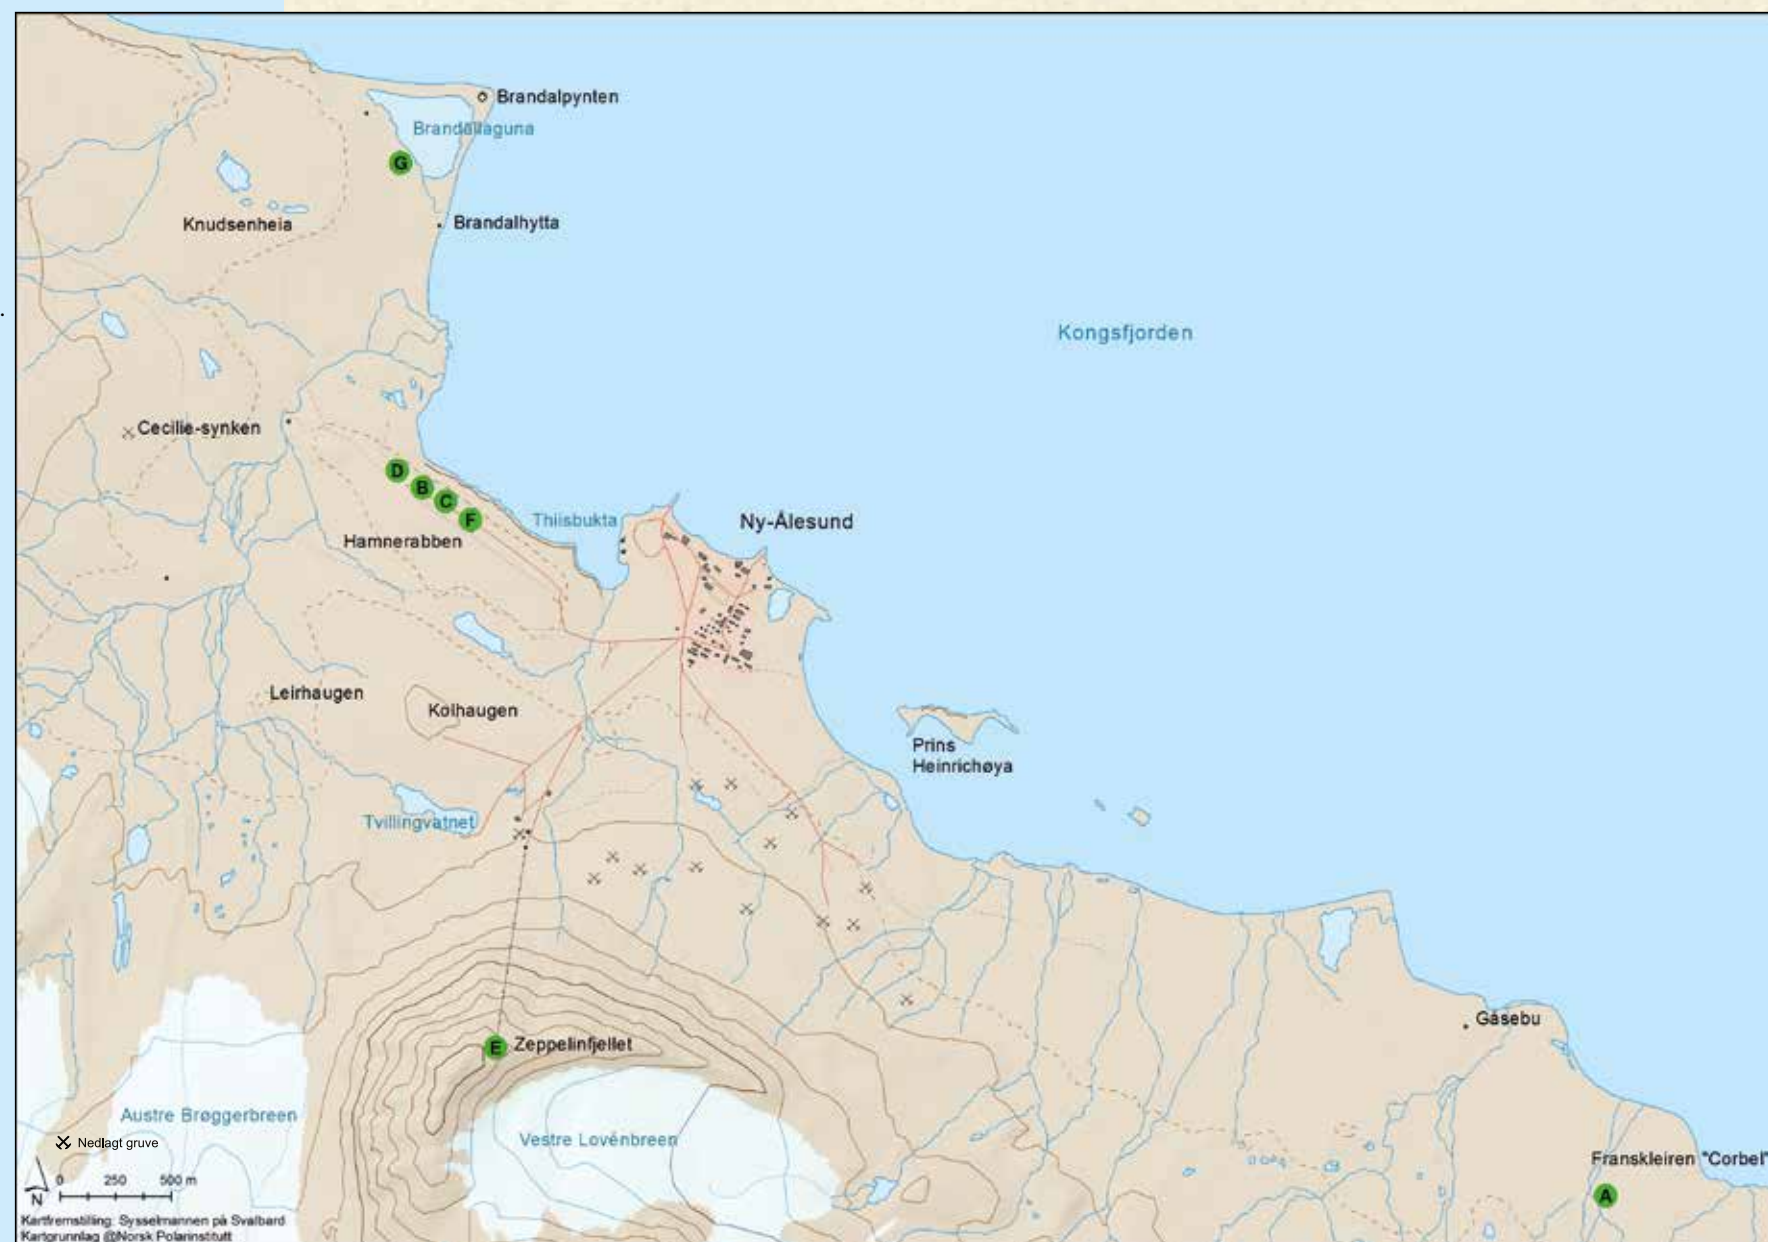 Brandalpynten
Brandallaguna
G
Knudsenheia
Brandalhytta
Kongsfjorden
Cecilie-synken
D
B
C
F
Thiisbukta
Ny-Ålesund
Hamnerabben
Leirhaugen
Kolhaugen
Prins
Heinrichøya
Tvillingvatnet
Gåsebu
E Zeppelinfjellet
Austre Brøggerbreen
Vestre Lovénbreen
Nedlagt gruve
Franskleiren "Corbel"
A
0 250 500 m
N
Kartfremstilling: Sysselmannen på Svalbard
Kartgrunnlag @Norsk Polarinstitutt